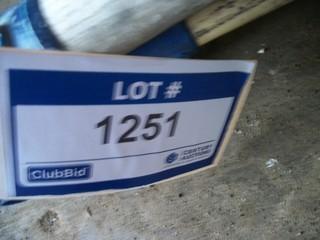 LOT #
1251
ClubBid
CENTURY
AUCTIONS